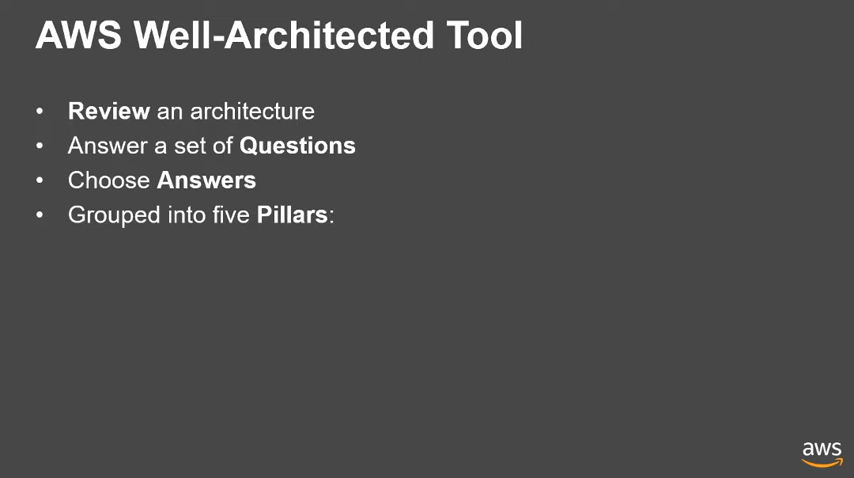 AWS Well-Architected Tool
• Review an architecture
• Answer a set of Questions
• Choose Answers
• Grouped into five Pillars:
aws